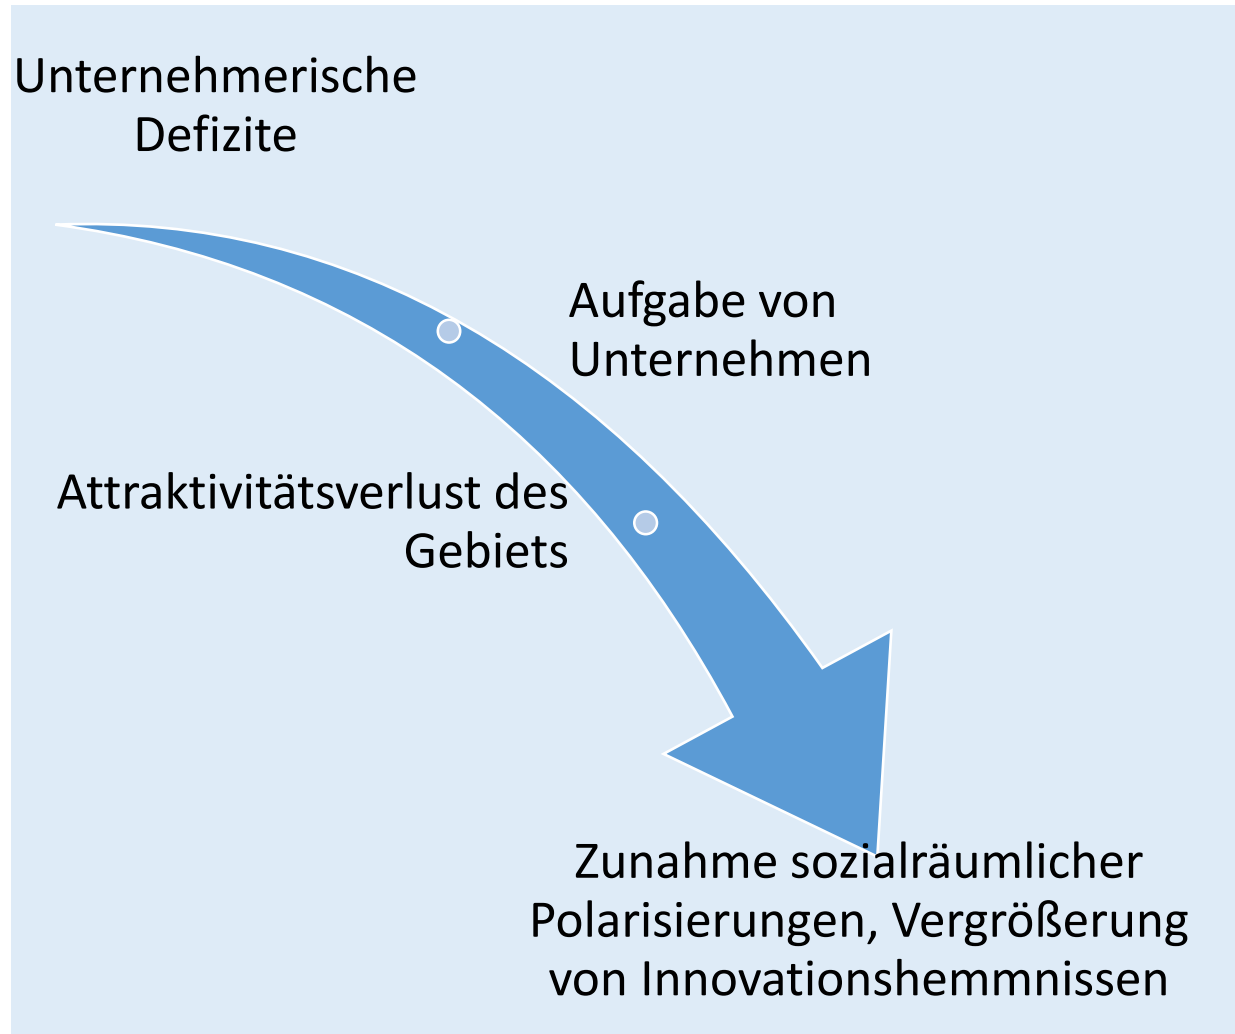 Unternehmerische
Defizite
Aufgabe von
Unternehmen
Attraktivitätsverlust des
Gebiets
Zunahme sozialräumlicher
Polarisierungen, Vergrößerung
von Innovationshemmnissen